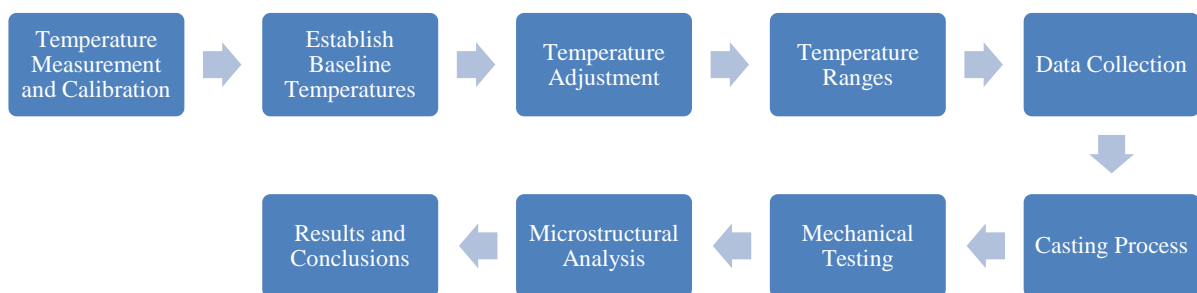 Temperature
Measurement
and Calibration
Establish
Baseline
Temperatures
Temperature
Adjustment
Temperature
Ranges
Data Collection
Casting Process
Mechanical
Testing
Microstructural
Analysis
Results and
Conclusions